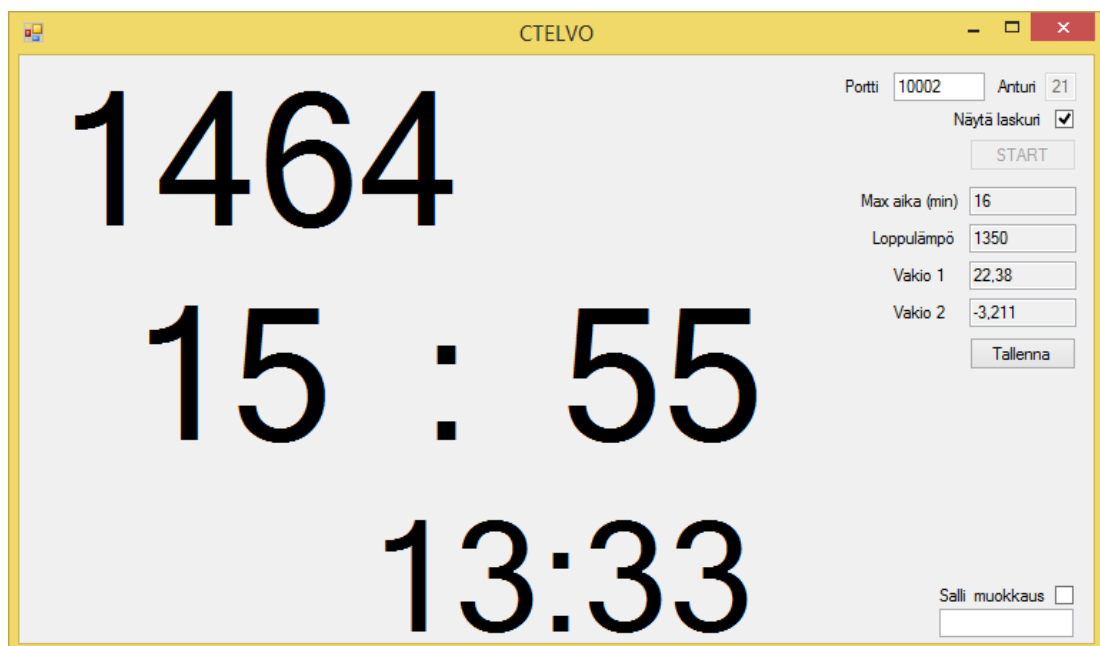 CTELVO
1464
15 : 55
13:33
Portti 10002 Anturi 21
Näytä laskuri
START
Max aika (min) 16
Loppulämpö 1350
Vakio 1 22,38
Vakio 2 -3,211
Tallenna
Salli muokkaus